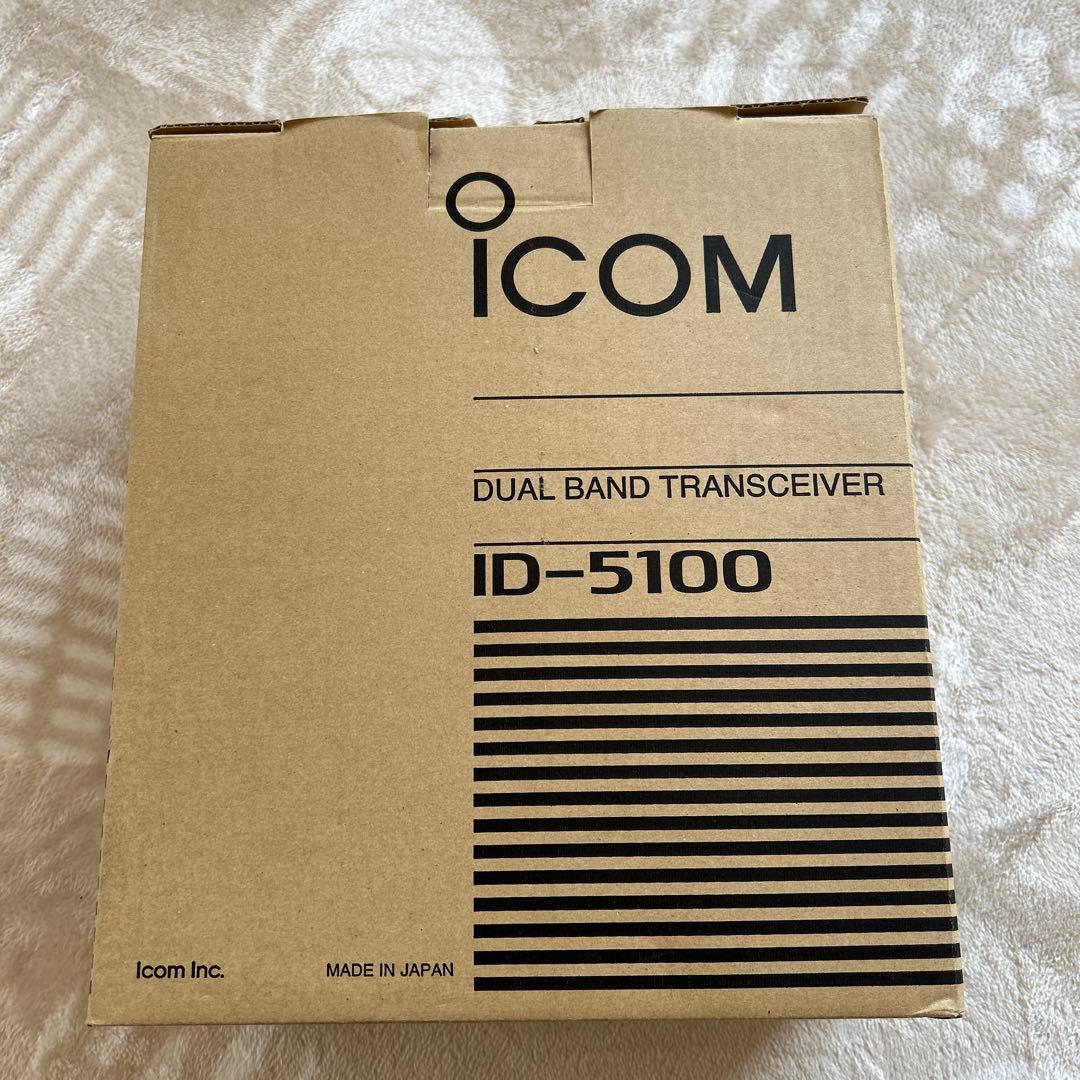 ICOM
DUAL BAND TRANSCEIVER
ID-5100
Icom Inc.
MADE IN JAPAN